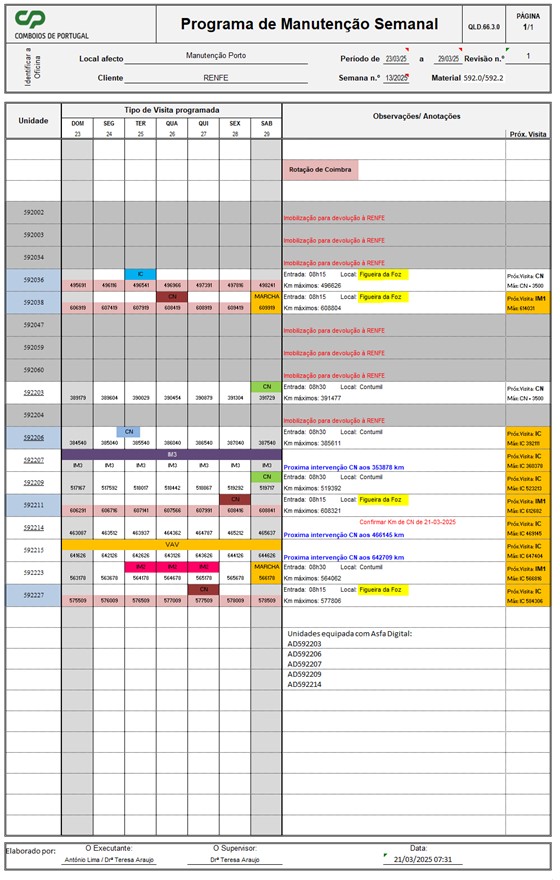 CP
COMBOIOS DE PORTUGAL
Programa de Manutenção Semanal
QLD.66.3.0
PÁGINA
1/1
Identificar a Oficina
Local afecto
Manutenção Porto
Periodo de 23/03/25 a 29/03/25 Revisão n.º 1
Cliente
RENFE
Semana n.º 13/2025 Material 592.0/592.2
Unidade
Tipo de Visita programada
Observações/ Anotações
Próx. Visita
DOM SEG TER QUA QUI SEX SAB
23 24 25 26 27 28 29
Rotação de Coimbra
592002
Imobilização para devolução à RENFE
592003
Imobilização para devolução à RENFE
592034
Imobilização para devolução à RENFE
592036 IC Entrada: 08h15 Local: Figueira da Foz Próx.Visita: CN
495691 496116 496541 496966 497391 497816 498241 Km máximos: 496626 Máx: CN + 3500
592038 CN MARCHA Entrada: 08h15 Local: Figueira da Foz Próx.Visita: IM1
606919 607419 607919 608419 608919 609419 609919 Km máximos: 608804 Máx: 614031
592047
Imobilização para devolução à RENFE
592059
Imobilização para devolução à RENFE
592060
Imobilização para devolução à RENFE
592203 CN Entrada: 08h30 Local: Contumil Próx.Visita: CN
389179 389604 390029 390454 390879 391304 391729 Km máximos: 391477 Máx: CN + 3500
592204
Imobilização para devolução à RENFE
592206 CN Entrada: 08h30 Local: Contumil Próx.Visita: IC
384540 385040 385540 386040 386540 387040 387540 Km máximos: 385611
592207 IM3 Próx.Visita: IC
IM3 IM3 IM3 IM3 IM3 IM3 IM3 Proxima intervenção CN aos 353878 km Máx: IC 360378
592209 CN Entrada: 08h30 Local: Contumil Próx.Visita: IC
517167 517592 518017 518442 518867 519292 519717 Km máximos: 519392 Máx: IC 523213
592211 CN Entrada: 08h15 Local: Figueira da Foz Próx.Visita: IM1
606291 606716 607141 607566 607991 608416 608841 Km máximos: 608321 Máx: IC 612602
592214 Confirmar Km de CN de 21-03-2025 Próx.Visita: IC
463087 463512 463937 464362 464787 465212 465637 Proxima intervenção CN aos 466145 km Máx: IC 469145
592215 VAV Próx.Visita: IC
641626 642126 642626 643126 643626 644126 644626 Proxima intervenção CN aos 642709 km Máx: IC 647404
592223 IM2 IM2 MARCHA Entrada: 08h30 Local: Contumil Próx.Visita: IM1
563178 563678 564178 564678 565178 565678 566178 Km máximos: 564062 Máx: IC 566816
592227 CN Entrada: 08h15 Local: Figueira da Foz Próx.Visita: IC
575509 576009 576509 577009 577509 578009 578509 Km máximos: 577806 Máx: IC 584306
Unidades equipada com Asfa Digital:
AD592203
AD592206
AD592207
AD592209
AD592214
Elaborado por:
O Executante:
António Lima / Drª Teresa Araujo
O Supervisor:
Drª Teresa Araujo
Data:
21/03/2025 07:31